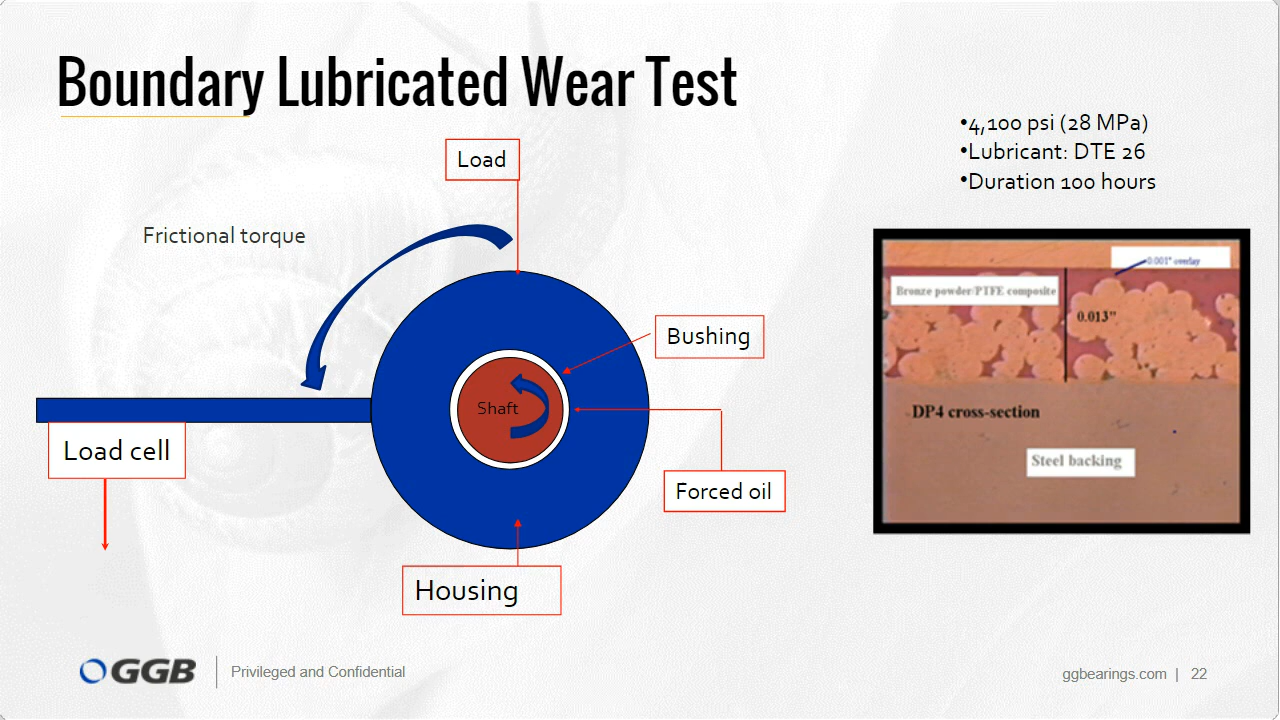 Boundary Lubricated Wear Test
•4,100 psi (28 MPa)
•Lubricant: DTE 26
•Duration 100 hours
Load
Frictional torque
Bushing
Shaft
Load cell
Forced oil
Housing
0.001" overlay
Bronze powder/PTFE composite
0.013"
DP4 cross-section
Steel backing
GGB
Privileged and Confidential
ggbearings.com | 22